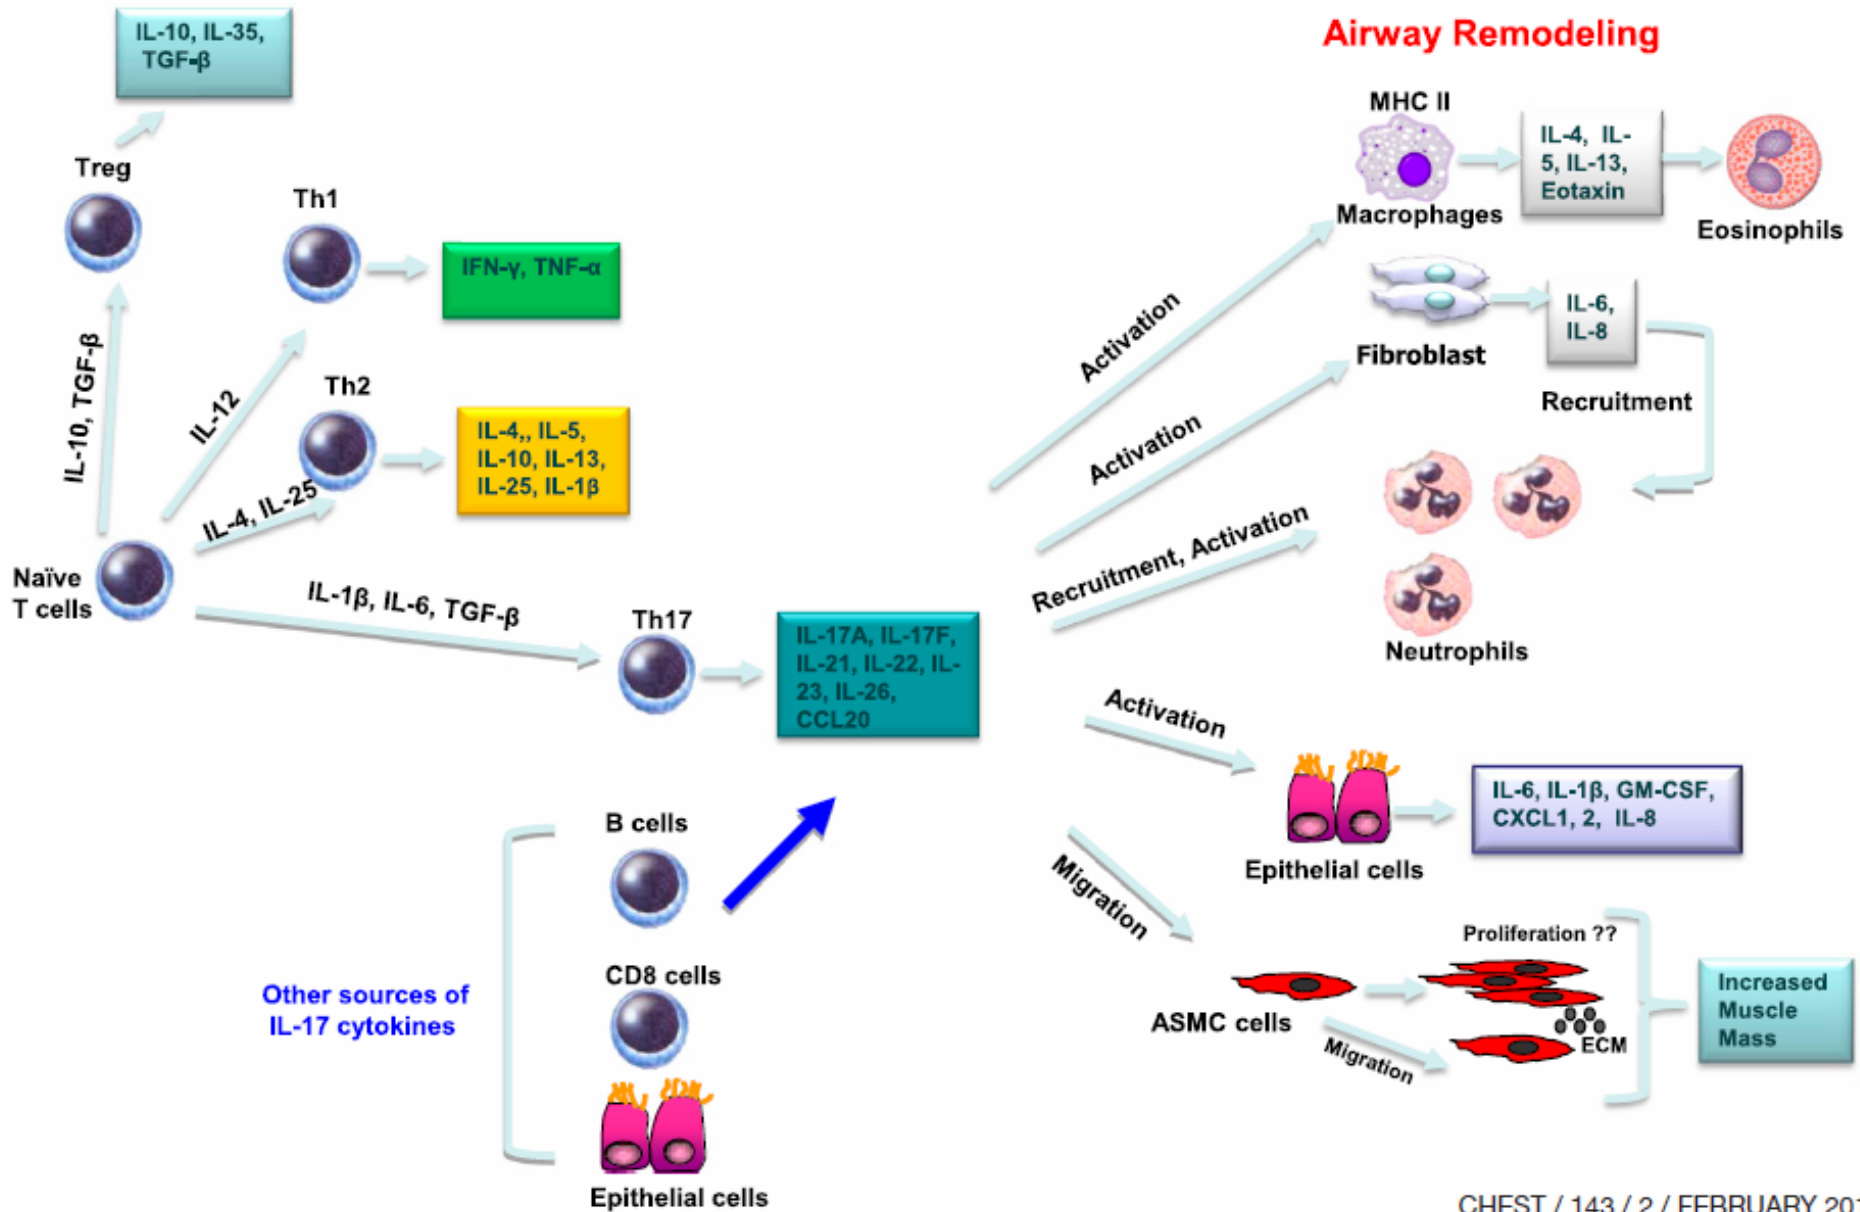 IL-10, IL-35,
TGF-β
Treg
Th1
IFN-γ, TNF-α
IL-10, TGF-β
IL-12
Th2
IL-4,, IL-5,
IL-10, IL-13,
IL-25, IL-1β
IL-4, IL-25
Naïve
T cells
IL-1β, IL-6, TGF-β
Th17
IL-17A, IL-17F,
IL-21, IL-22, IL-
23, IL-26,
CCL20
B cells
CD8 cells
Other sources of
IL-17 cytokines
Epithelial cells
Airway Remodeling
MHC II
Macrophages
IL-4, IL-
5, IL-13,
Eotaxin
Eosinophils
Activation
Fibroblast
IL-6,
IL-8
Recruitment
Activation
Recruitment, Activation
Neutrophils
Activation
Epithelial cells
IL-6, IL-1β, GM-CSF,
CXCL1, 2, IL-8
Migration
ASMC cells
Proliferation ??
ECM
Migration
Increased
Muscle
Mass
CHEST / 143 / 2 / FEBRUARY